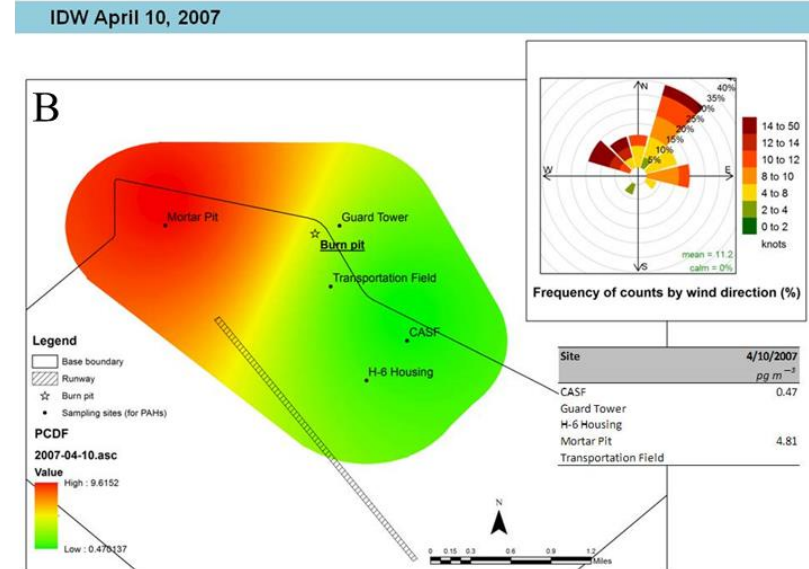 IDW April 10, 2007
B
Mortar Pit
Guard Tower
Burn pit
Transportation Field
CASF
H-6 Housing
Legend
Base boundary
Runway
Burn pit
Sampling sites (for PAHs)
PCDF
2007-04-10.asc
Value
High : 9.6152
Low : 0.470137
N
0 0.15 0.3 0.6 0.9 1.2
Miles
N
W E
S
40%
35%
30%
25%
20%
15%
10%
5%
mean = 11.2
calm = 0%
14 to 50
12 to 14
10 to 12
8 to 10
4 to 8
2 to 4
0 to 2
knots
Frequency of counts by wind direction (%)
Site 4/10/2007
pg m⁻³
CASF 0.47
Guard Tower
H-6 Housing
Mortar Pit 4.81
Transportation Field